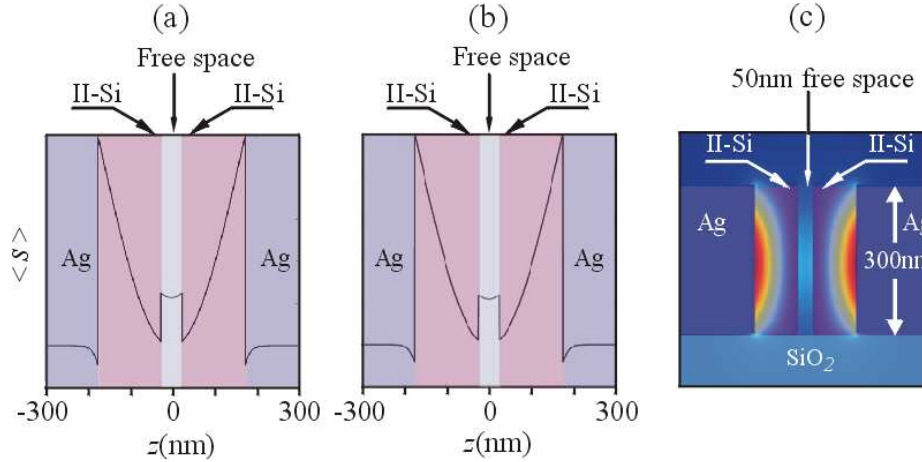 (a)
Free space
II-Si
II-Si
Ag
Ag
<s>
-300
0
300
z(nm)
(b)
Free space
II-Si
II-Si
Ag
Ag
-300
0
300
z(nm)
(c)
50nm free space
II-Si
II-Si
Ag
Ag
300nm
SiO2